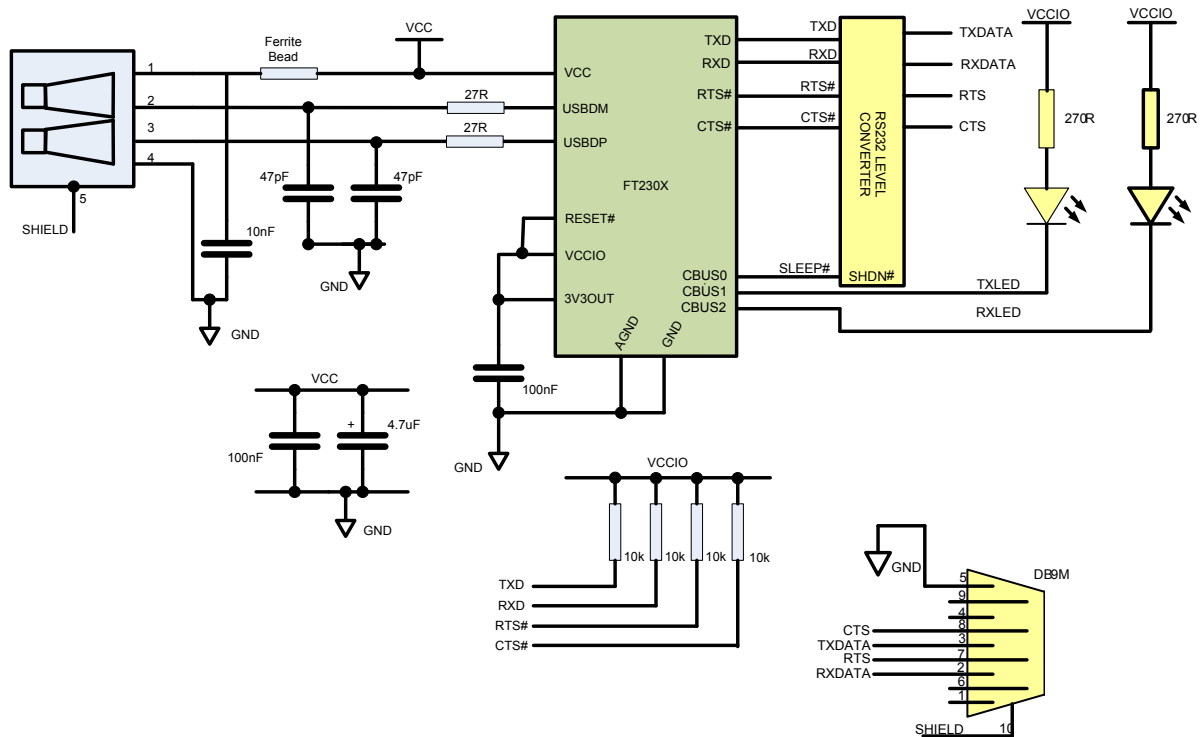 VCCIO VCCIO
VCC
Ferrite
Bead
TXD TXD TXDATA
RXD RXD RXDATA
RTS# RTS# RTS
CTS# CTS# CTS
1 VCC
2 27R USBDM
3 27R USBDP
4
5
SHIELD
47pF 47pF
10nF
GND
GND
FT230X
RESET#
VCCIO
3V3OUT
AGND GND
RS232 LEVEL
CONVERTER
270R 270R
CBUS0 SLEEP# SHDN#
CBUS1 TXLED
CBUS2 RXLED
100nF
GND
VCC
100nF + 4.7uF
GND
VCCIO
10k 10k 10k 10k
TXD
RXD
RTS#
CTS#
GND
DB9M
5
9
4
CTS 8
TXDATA 3
RTS 7
RXDATA 2
6
1
SHIELD 10